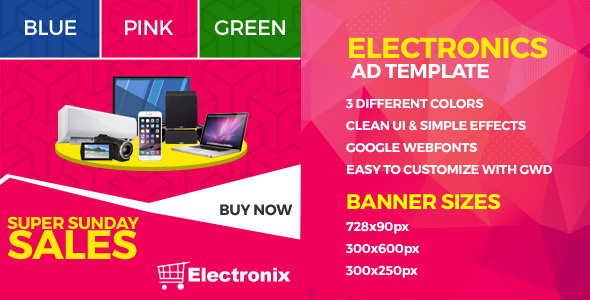 BLUE
PINK
GREEN
BUY NOW
SUPER SUNDAY
SALES
Electronix
ELECTRONICS
AD TEMPLATE
3 DIFFERENT COLORS
CLEAN UI & SIMPLE EFFECTS
GOOGLE WEBFONTS
EASY TO CUSTOMIZE WITH GWD
BANNER SIZES
728x90px
300x600px
300x250px